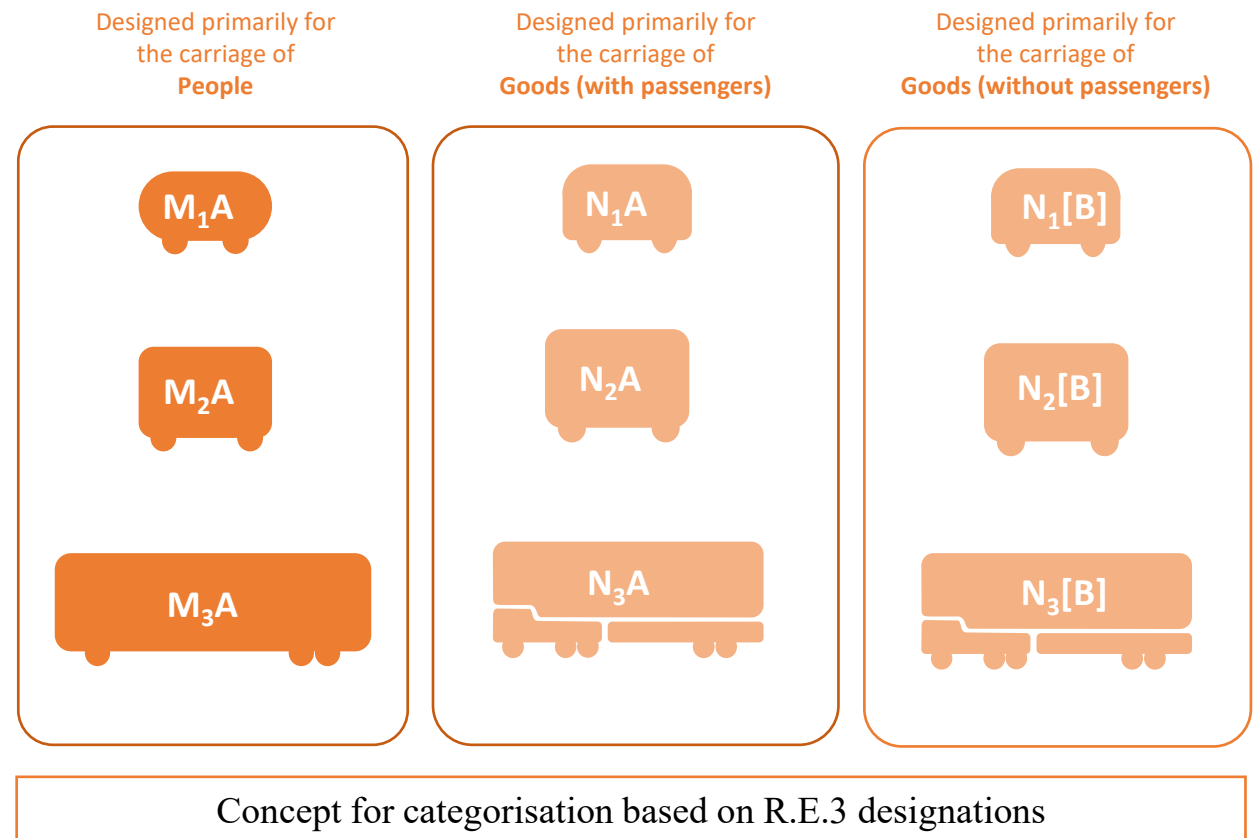 Designed primarily for
the carriage of
People
Designed primarily for
the carriage of
Goods (with passengers)
Designed primarily for
the carriage of
Goods (without passengers)
M₁A
M₂A
M₃A
N₁A
N₂A
N₃A
N₁[B]
N₂[B]
N₃[B]
Concept for categorisation based on R.E.3 designations